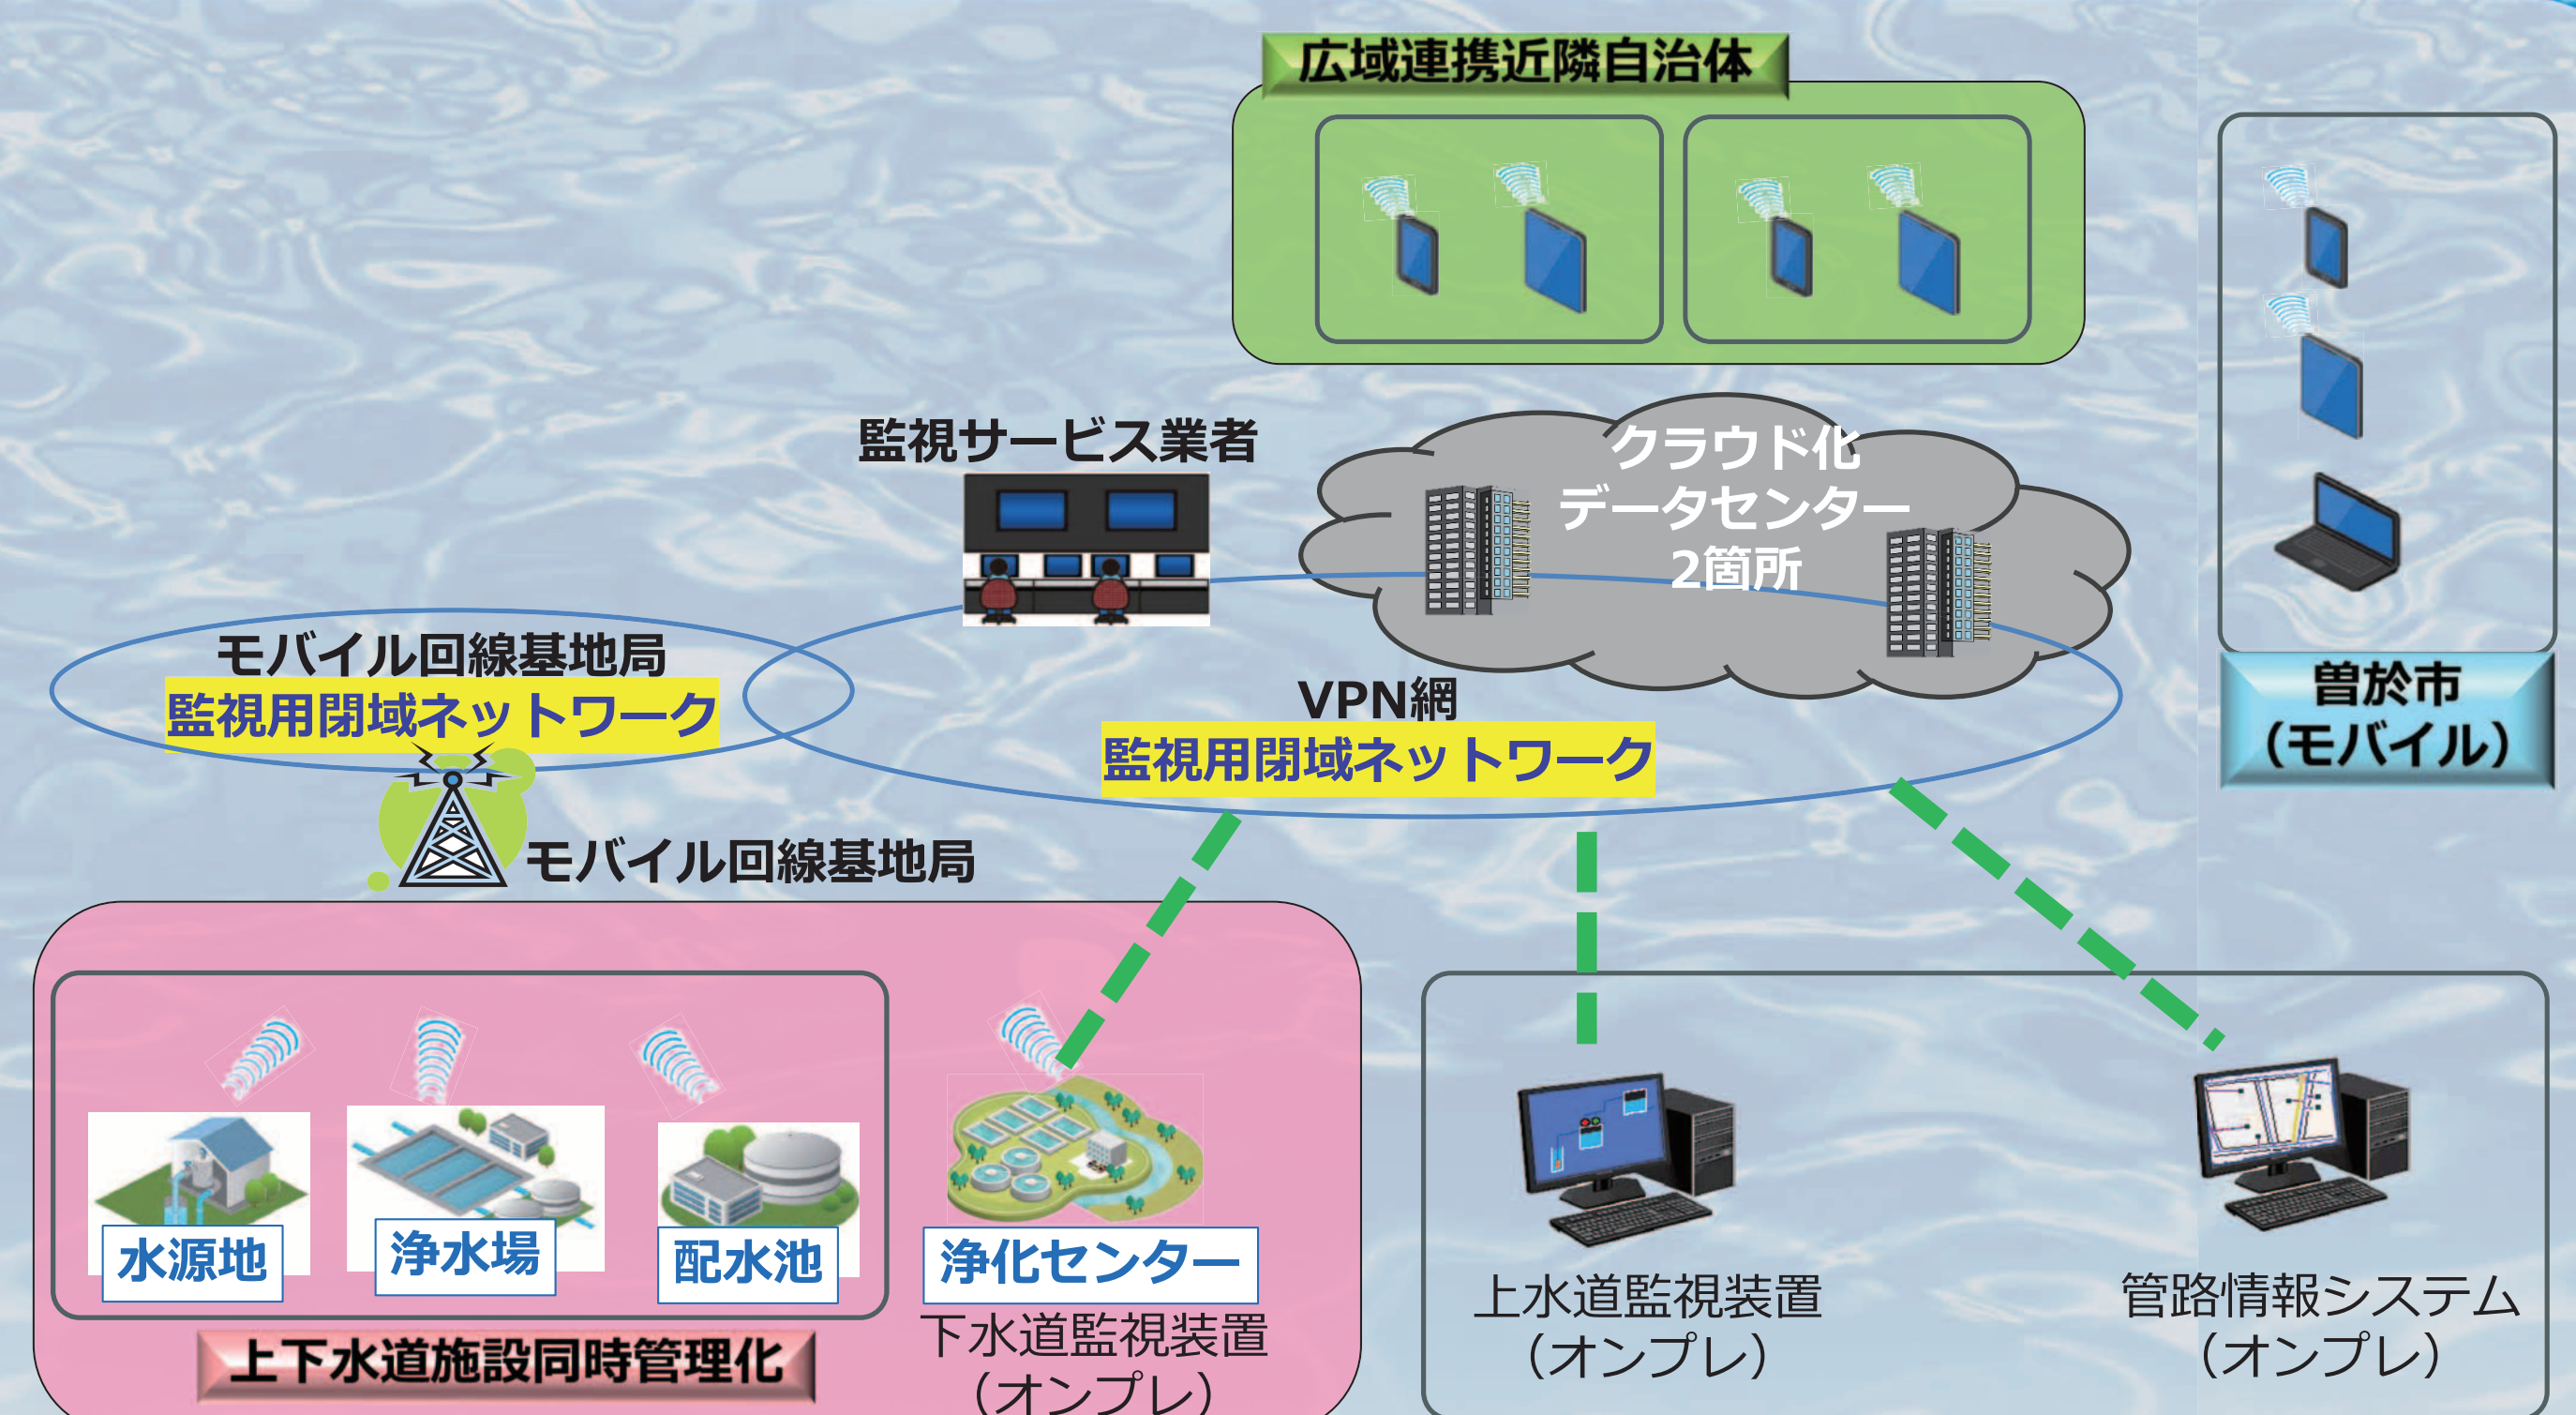 広域連携近隣自治体
監視サービス業者
クラウド化
データセンター
2箇所
モバイル回線基地局
監視用閉域ネットワーク
VPN網
監視用閉域ネットワーク
曽於市
（モバイル）
モバイル回線基地局
水源地
浄水場
配水池
浄化センター
上下水道施設同時管理化
下水道監視装置
（オンプレ）
上水道監視装置
（オンプレ）
管路情報システム
（オンプレ）